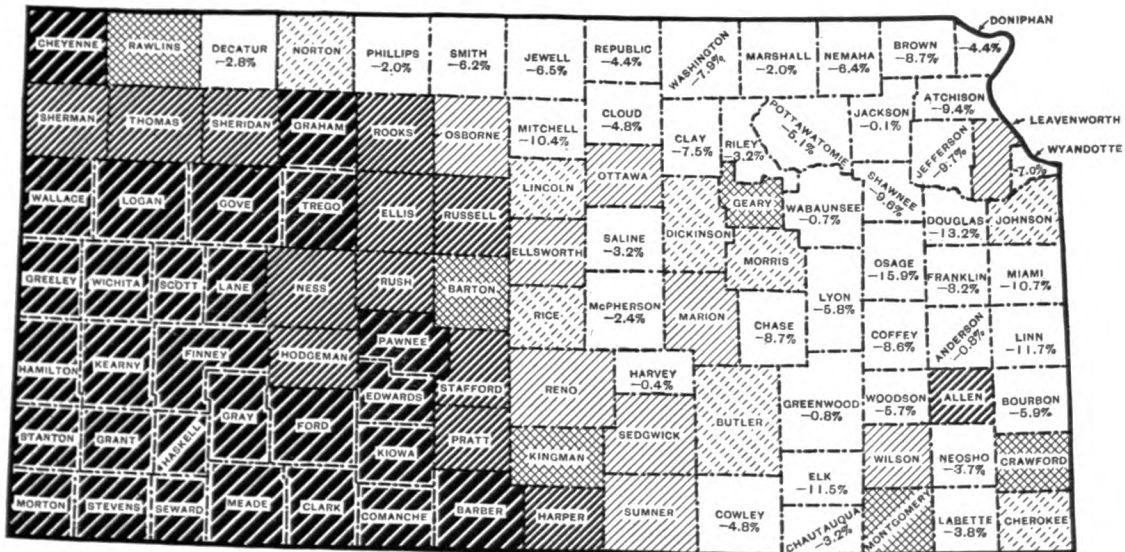 DONIPHAN
-4.4%
CHEYENNE
RAWLINS
DECATUR
-2.8%
NORTON
PHILLIPS
-2.0%
SMITH
-6.2%
JEWELL
-6.5%
REPUBLIC
-4.4%
WASHINGTON
-7.9%
MARSHALL
-2.0%
NEMAHA
-6.4%
BROWN
-8.7%
SHERMAN
THOMAS
SHERIDAN
GRAHAM
ROOKS
OSBORNE
MITCHELL
-10.4%
CLOUD
-4.8%
CLAY
-7.5%
RILEY
-3.2%
POTTAWATOMIE
-5.1%
JACKSON
-0.1%
ATCHISON
-9.4%
JEFFERSON
-9.7%
LEAVENWORTH
WYANDOTTE
-7.0%
WALLACE
LOGAN
GOVE
TREGO
ELLIS
RUSSELL
LINCOLN
OTTAWA
DICKINSON
GEARY
WABAUNSEE
-0.7%
SHAWNEE
-9.6%
DOUGLAS
-13.2%
JOHNSON
GREELEY
WICHITA
SCOTT
LANE
NESS
RUSH
BARTON
ELLSWORTH
SALINE
-3.2%
MORRIS
OSAGE
-15.9%
FRANKLIN
-8.2%
MIAMI
-10.7%
HAMILTON
KEARNY
FINNEY
HODGEMAN
PAWNEE
STAFFORD
RICE
McPHERSON
-2.4%
MARION
CHASE
-8.7%
LYON
-5.8%
COFFEY
-8.6%
ANDERSON
-0.8%
LINN
-11.7%
EDWARDS
RENO
HARVEY
-0.4%
STANTON
GRANT
HASKELL
GRAY
FORD
KIOWA
PRATT
KINGMAN
SEDGWICK
BUTLER
GREENWOOD
-0.8%
WOODSON
-5.7%
ALLEN
BOURBON
-5.9%
MORTON
STEVENS
SEWARD
MEADE
CLARK
COMANCHE
BARBER
HARPER
SUMNER
COWLEY
-4.8%
ELK
-11.5%
CHAUTAUQUA
-3.2%
WILSON
MONTGOMERY
NEOSHO
-3.7%
LABETTE
-3.8%
CRAWFORD
CHEROKEE